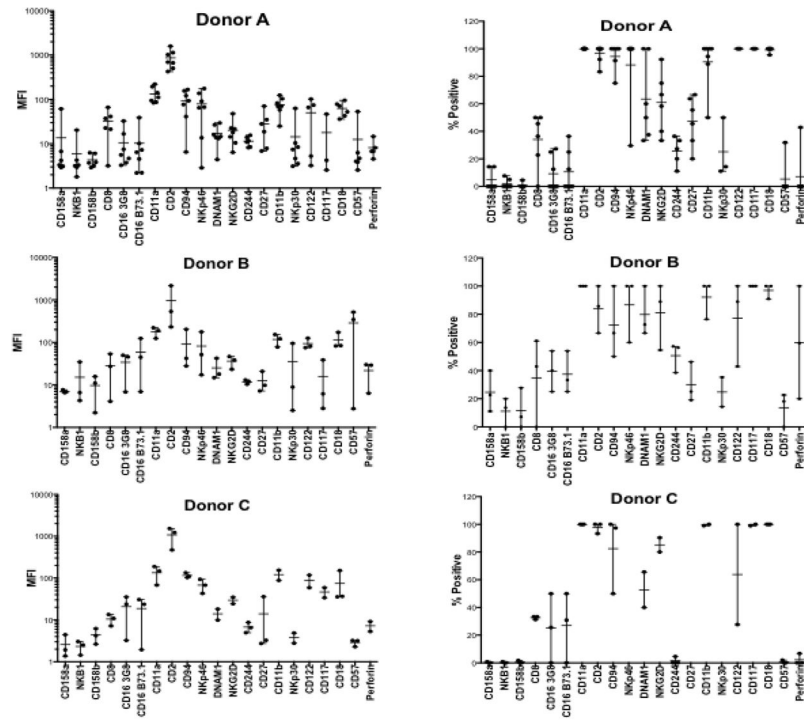 Donor A
MFI
10000
1000
100
10
1
CD158a
NKB1
CD158b
CD8
CD16 3G8
CD16 B73.1
CD11a
CD2
CD94
NKp46
DNAM1
NKG2D
CD244
CD27
CD11b
NKp30
CD122
CD117
CD18
CD57
Perforin
Donor A
% Positive
100
80
60
40
20
0
CD158a
NKB1
CD158b
CD8
CD16 3G8
CD16 B73.1
CD11a
CD2
CD94
NKp46
DNAM1
NKG2D
CD244
CD27
CD11b
NKp30
CD122
CD117
CD18
CD57
Perforin
Donor B
MFI
10000
1000
100
10
1
CD158a
NKB1
CD158b
CD8
CD16 3G8
CD16 B73.1
CD11a
CD2
CD94
NKp46
DNAM1
NKG2D
CD244
CD27
CD11b
NKp30
CD122
CD117
CD18
CD57
Perforin
Donor B
% Positive
100
80
60
40
20
0
CD158a
NKB1
CD158b
CD8
CD16 3G8
CD16 B73.1
CD11a
CD2
CD94
NKp46
DNAM1
NKG2D
CD244
CD27
CD11b
NKp30
CD122
CD117
CD18
CD57
Perforin
Donor C
MFI
10000
1000
100
10
1
CD158a
NKB1
CD158b
CD8
CD16 3G8
CD16 B73.1
CD11a
CD2
CD94
NKp46
DNAM1
NKG2D
CD244
CD27
CD11b
NKp30
CD122
CD117
CD18
CD57
Perforin
Donor C
% Positive
100
80
60
40
20
0
CD158a
NKB1
CD158b
CD8
CD16 3G8
CD16 B73.1
CD11a
CD2
CD94
NKp46
DNAM1
NKG2D
CD244
CD27
CD11b
NKp30
CD122
CD117
CD18
CD57
Perforin